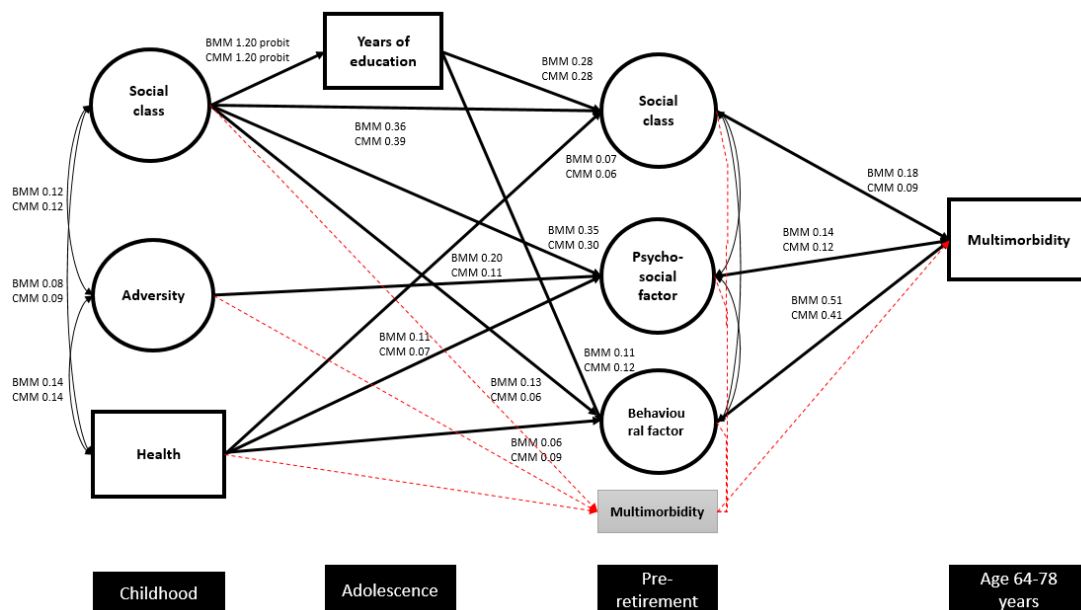 BMM 1.20 probit
CMM 1.20 probit
Years of
education
Social
class
BMM 0.28
CMM 0.28
Social
class
BMM 0.36
CMM 0.39
BMM 0.07
CMM 0.06
BMM 0.18
CMM 0.09
BMM 0.12
CMM 0.12
BMM 0.35
CMM 0.30
BMM 0.14
CMM 0.12
Multimorbidity
BMM 0.20
CMM 0.11
Psycho-
social
factor
Adversity
BMM 0.08
CMM 0.09
BMM 0.51
CMM 0.41
BMM 0.11
CMM 0.07
BMM 0.11
CMM 0.12
BMM 0.14
CMM 0.14
BMM 0.13
CMM 0.06
Behaviou
ral factor
Health
BMM 0.06
CMM 0.09
Multimorbidity
Childhood
Adolescence
Pre-
retirement
Age 64-78
years